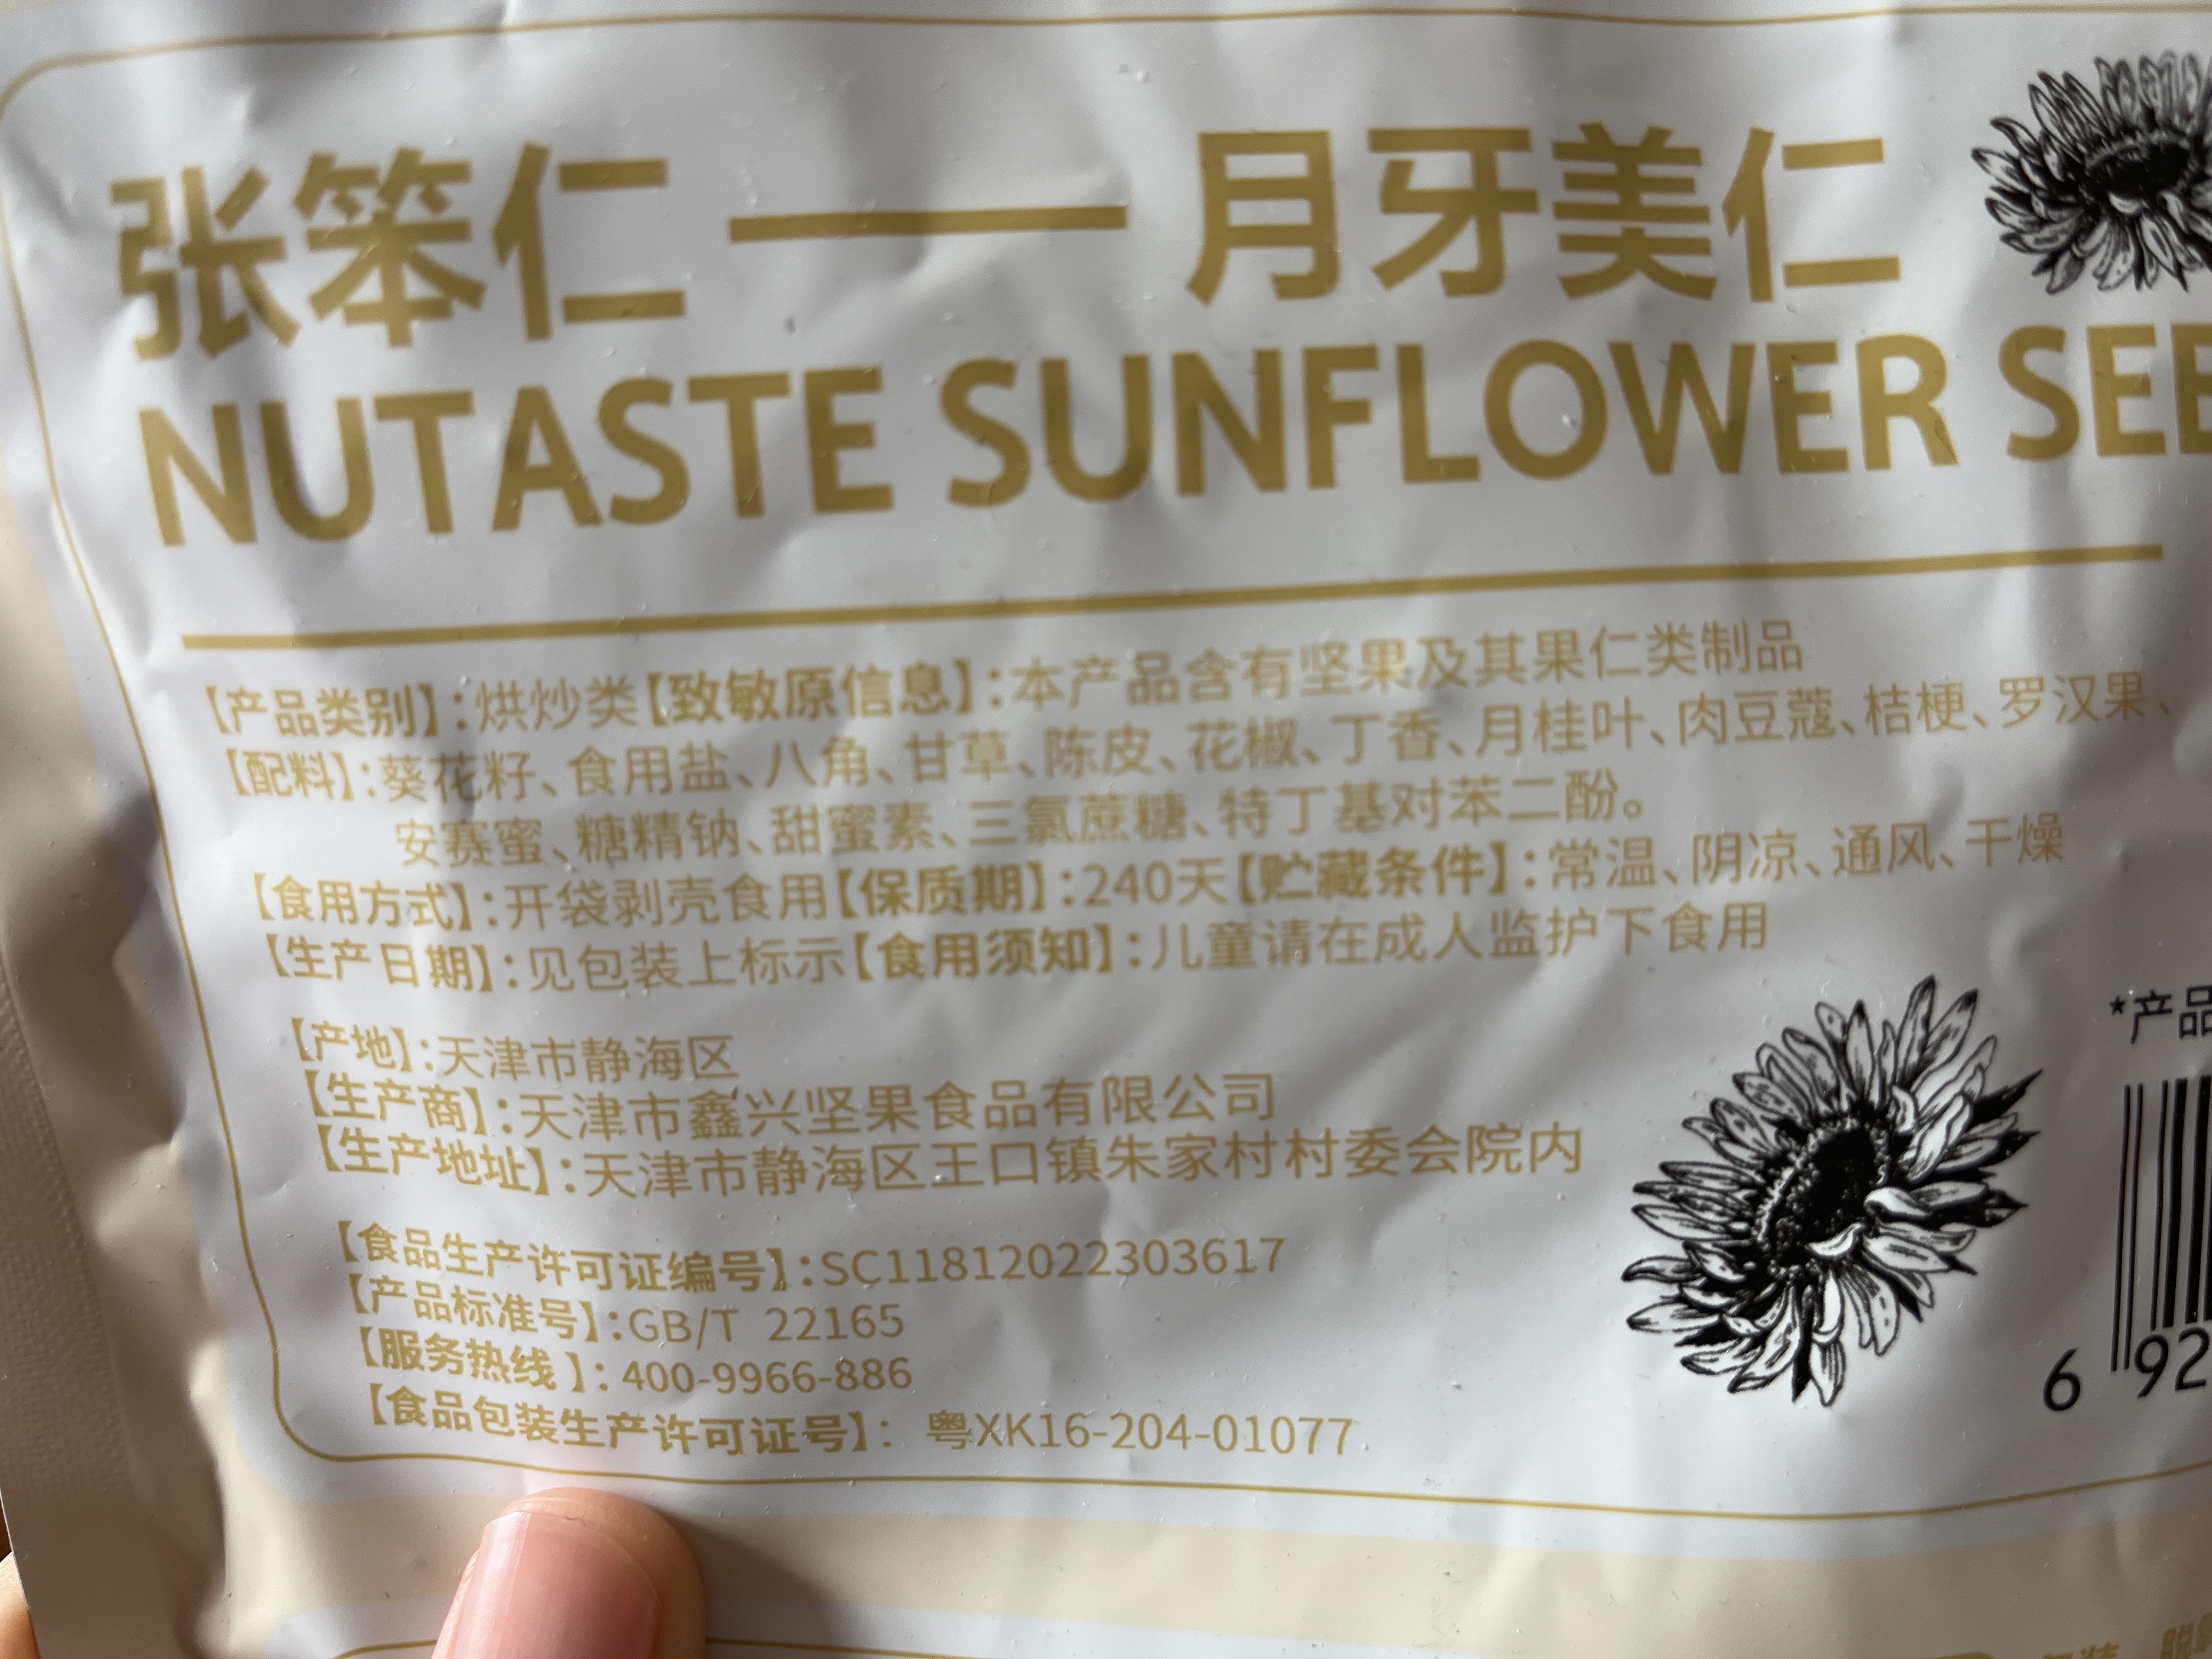 张笨仁——月牙美仁
NUTASTE SUNFLOWER SEE
【产品类别】:烘炒类【致敏原信息】:本产品含有坚果及其果仁类制品
【配料】:葵花籽、食用盐、八角、甘草、陈皮、花椒、丁香、月桂叶、肉豆蔻、桔梗、罗汉果、
安赛蜜、糖精钠、甜蜜素、三氯蔗糖、特丁基对苯二酚。
【食用方式】:开袋剥壳食用【保质期】:240天【贮藏条件】:常温、阴凉、通风、干燥
【生产日期】:见包装上标示【食用须知】:儿童请在成人监护下食用
【产地】:天津市静海区
【生产商】:天津市鑫兴坚果食品有限公司
【生产地址】:天津市静海区王口镇朱家村村委会院内
*产品
【食品生产许可证编号】:SC11812022303617
【产品标准号】:GB/T 22165
【服务热线】:400-9966-886
【食品包装生产许可证号】: 粤XK16-204-01077
6 92